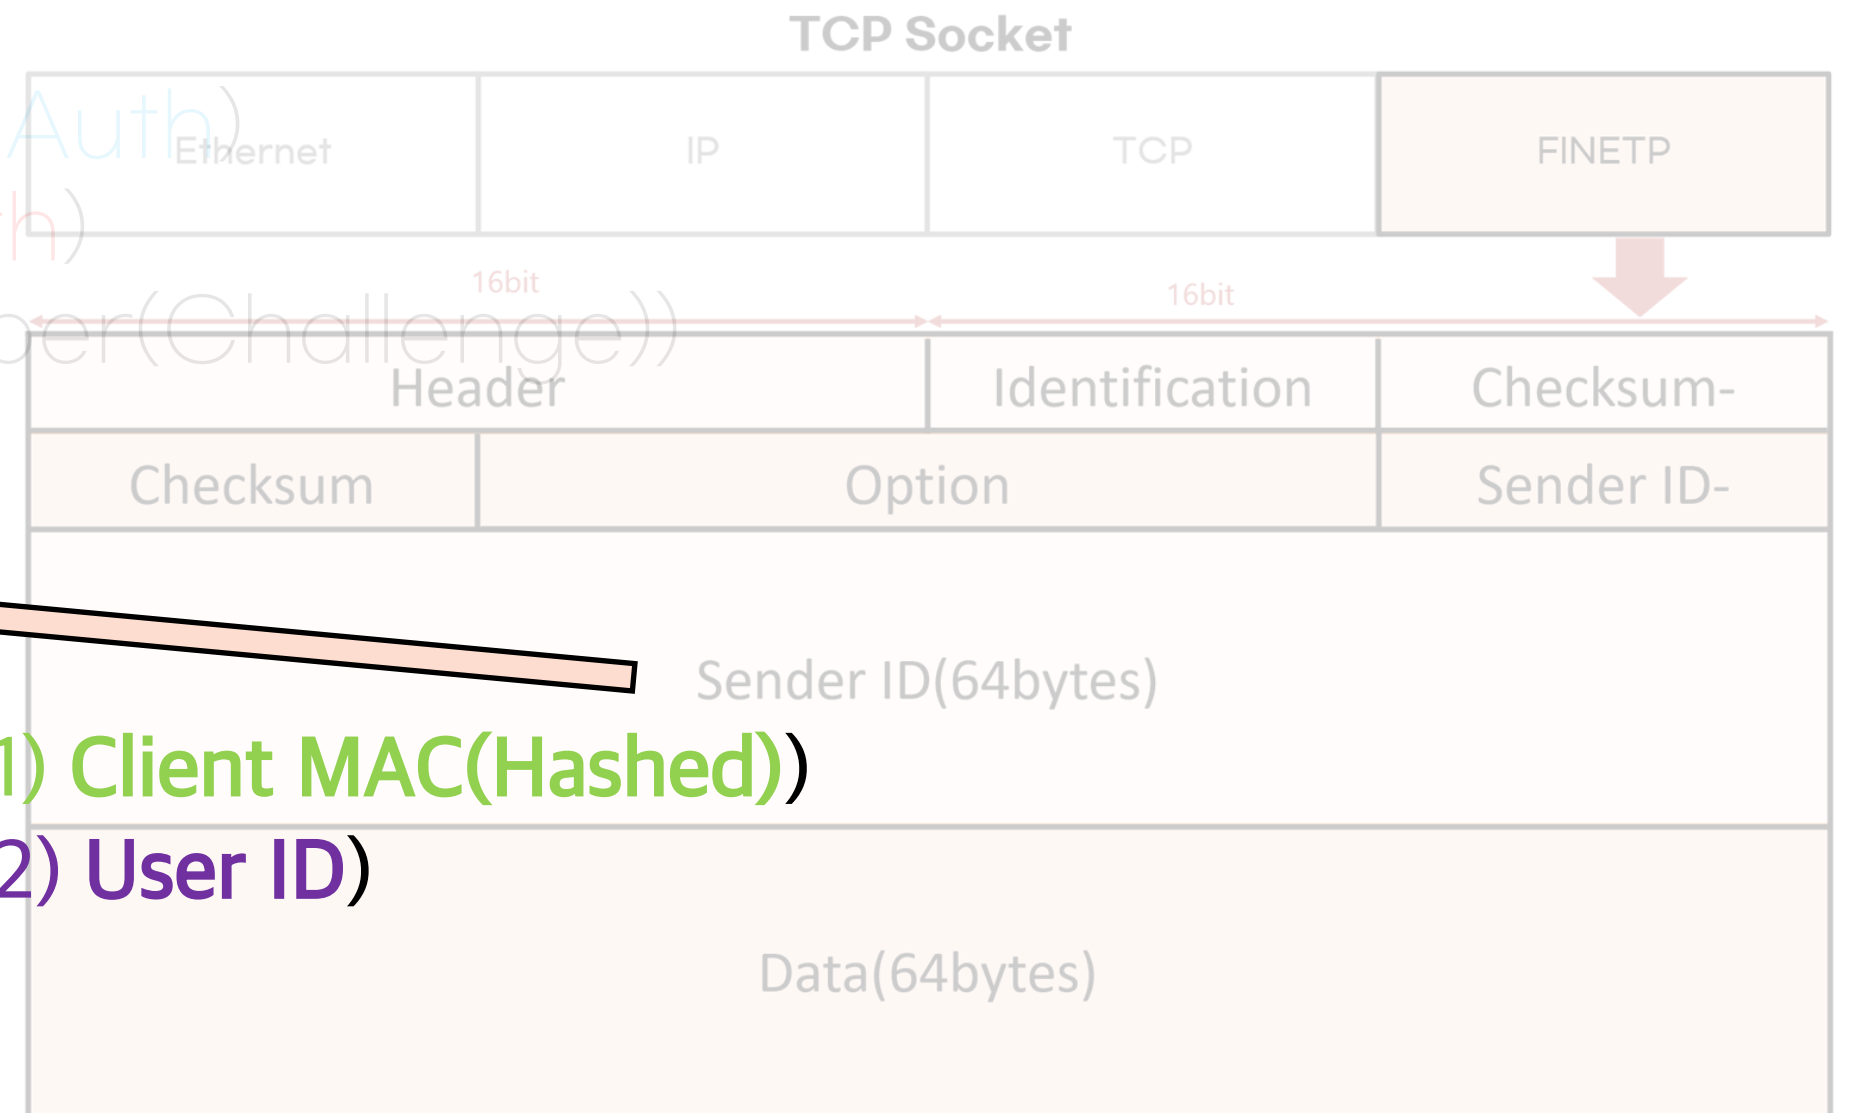 TCP Socket
Auth)
Ethernet IP TCP FINETP
h)
16bit 16bit
er(Challenge))
Header Identification Checksum-
Checksum Option Sender ID-
Sender ID(64bytes)
1) Client MAC(Hashed))
2) User ID)
Data(64bytes)